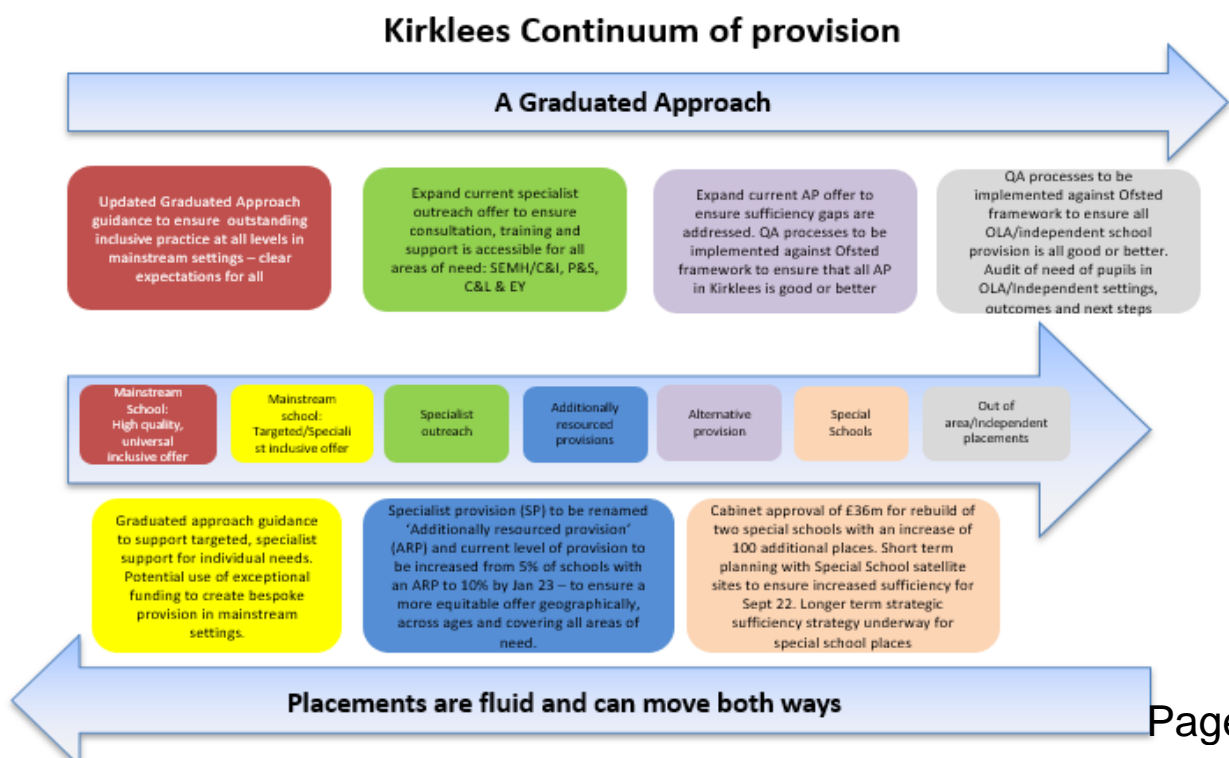 Kirklees Continuum of provision
A Graduated Approach
Updated Graduated Approach
guidance to ensure outstanding
inclusive practice at all levels in
mainstream settings – clear
expectations for all
Expand current specialist
outreach offer to ensure
consultation, training and
support is accessible for all
areas of need: SEMH/C&I, P&S,
C&L & EY
Expand current AP offer to
ensure sufficiency gaps are
addressed. QA processes to be
implemented against Ofsted
framework to ensure that all AP
in Kirklees is good or better
QA processes to be
implemented against Ofsted
framework to ensure all
OLA/independent school
provision is all good or better.
Audit of need of pupils in
OLA/Independent settings,
outcomes and next steps
Mainstream
School:
High quality,
universal
inclusive offer
Mainstream
school:
Targeted/Speciali
st inclusive offer
Specialist
outreach
Additionally
resourced
provisions
Alternative
provision
Special
Schools
Out of
area/Independent
placements
Graduated approach guidance
to support targeted, specialist
support for individual needs.
Potential use of exceptional
funding to create bespoke
provision in mainstream
settings.
Specialist provision (SP) to be renamed
‘Additionally resourced provision’
(ARP) and current level of provision to
be increased from 5% of schools with
an ARP to 10% by Jan 23 – to ensure a
more equitable offer geographically,
across ages and covering all areas of
need.
Cabinet approval of £36m for rebuild of
two special schools with an increase of
100 additional places. Short term
planning with Special School satellite
sites to ensure increased sufficiency for
Sept 22. Longer term strategic
sufficiency strategy underway for
special school places
Placements are fluid and can move both ways
Page